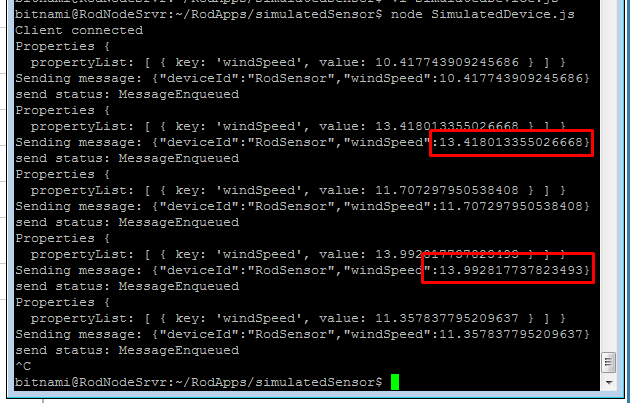 bitnami@RodNodeSrvr:~/RodApps/simulatedSensor$ node SimulatedDevice.js
Client connected
Properties {
propertyList: [ { key: 'windSpeed', value: 10.417743909245686 } ] }
Sending message: {"deviceId":"RodSensor","windSpeed":10.417743909245686}
send status: MessageEnqueued
Properties {
propertyList: [ { key: 'windSpeed', value: 13.418013355026668 } ] }
Sending message: {"deviceId":"RodSensor","windSpeed":13.418013355026668}
send status: MessageEnqueued
Properties {
propertyList: [ { key: 'windSpeed', value: 11.707297950538408 } ] }
Sending message: {"deviceId":"RodSensor","windSpeed":11.707297950538408}
send status: MessageEnqueued
Properties {
propertyList: [ { key: 'windSpeed', value: 13.992817737823493 } ] }
Sending message: {"deviceId":"RodSensor","windSpeed":13.992817737823493}
send status: MessageEnqueued
Properties {
propertyList: [ { key: 'windSpeed', value: 11.357837795209637 } ] }
Sending message: {"deviceId":"RodSensor","windSpeed":11.357837795209637}
send status: MessageEnqueued
^C
bitnami@RodNodeSrvr:~/RodApps/simulatedSensor$